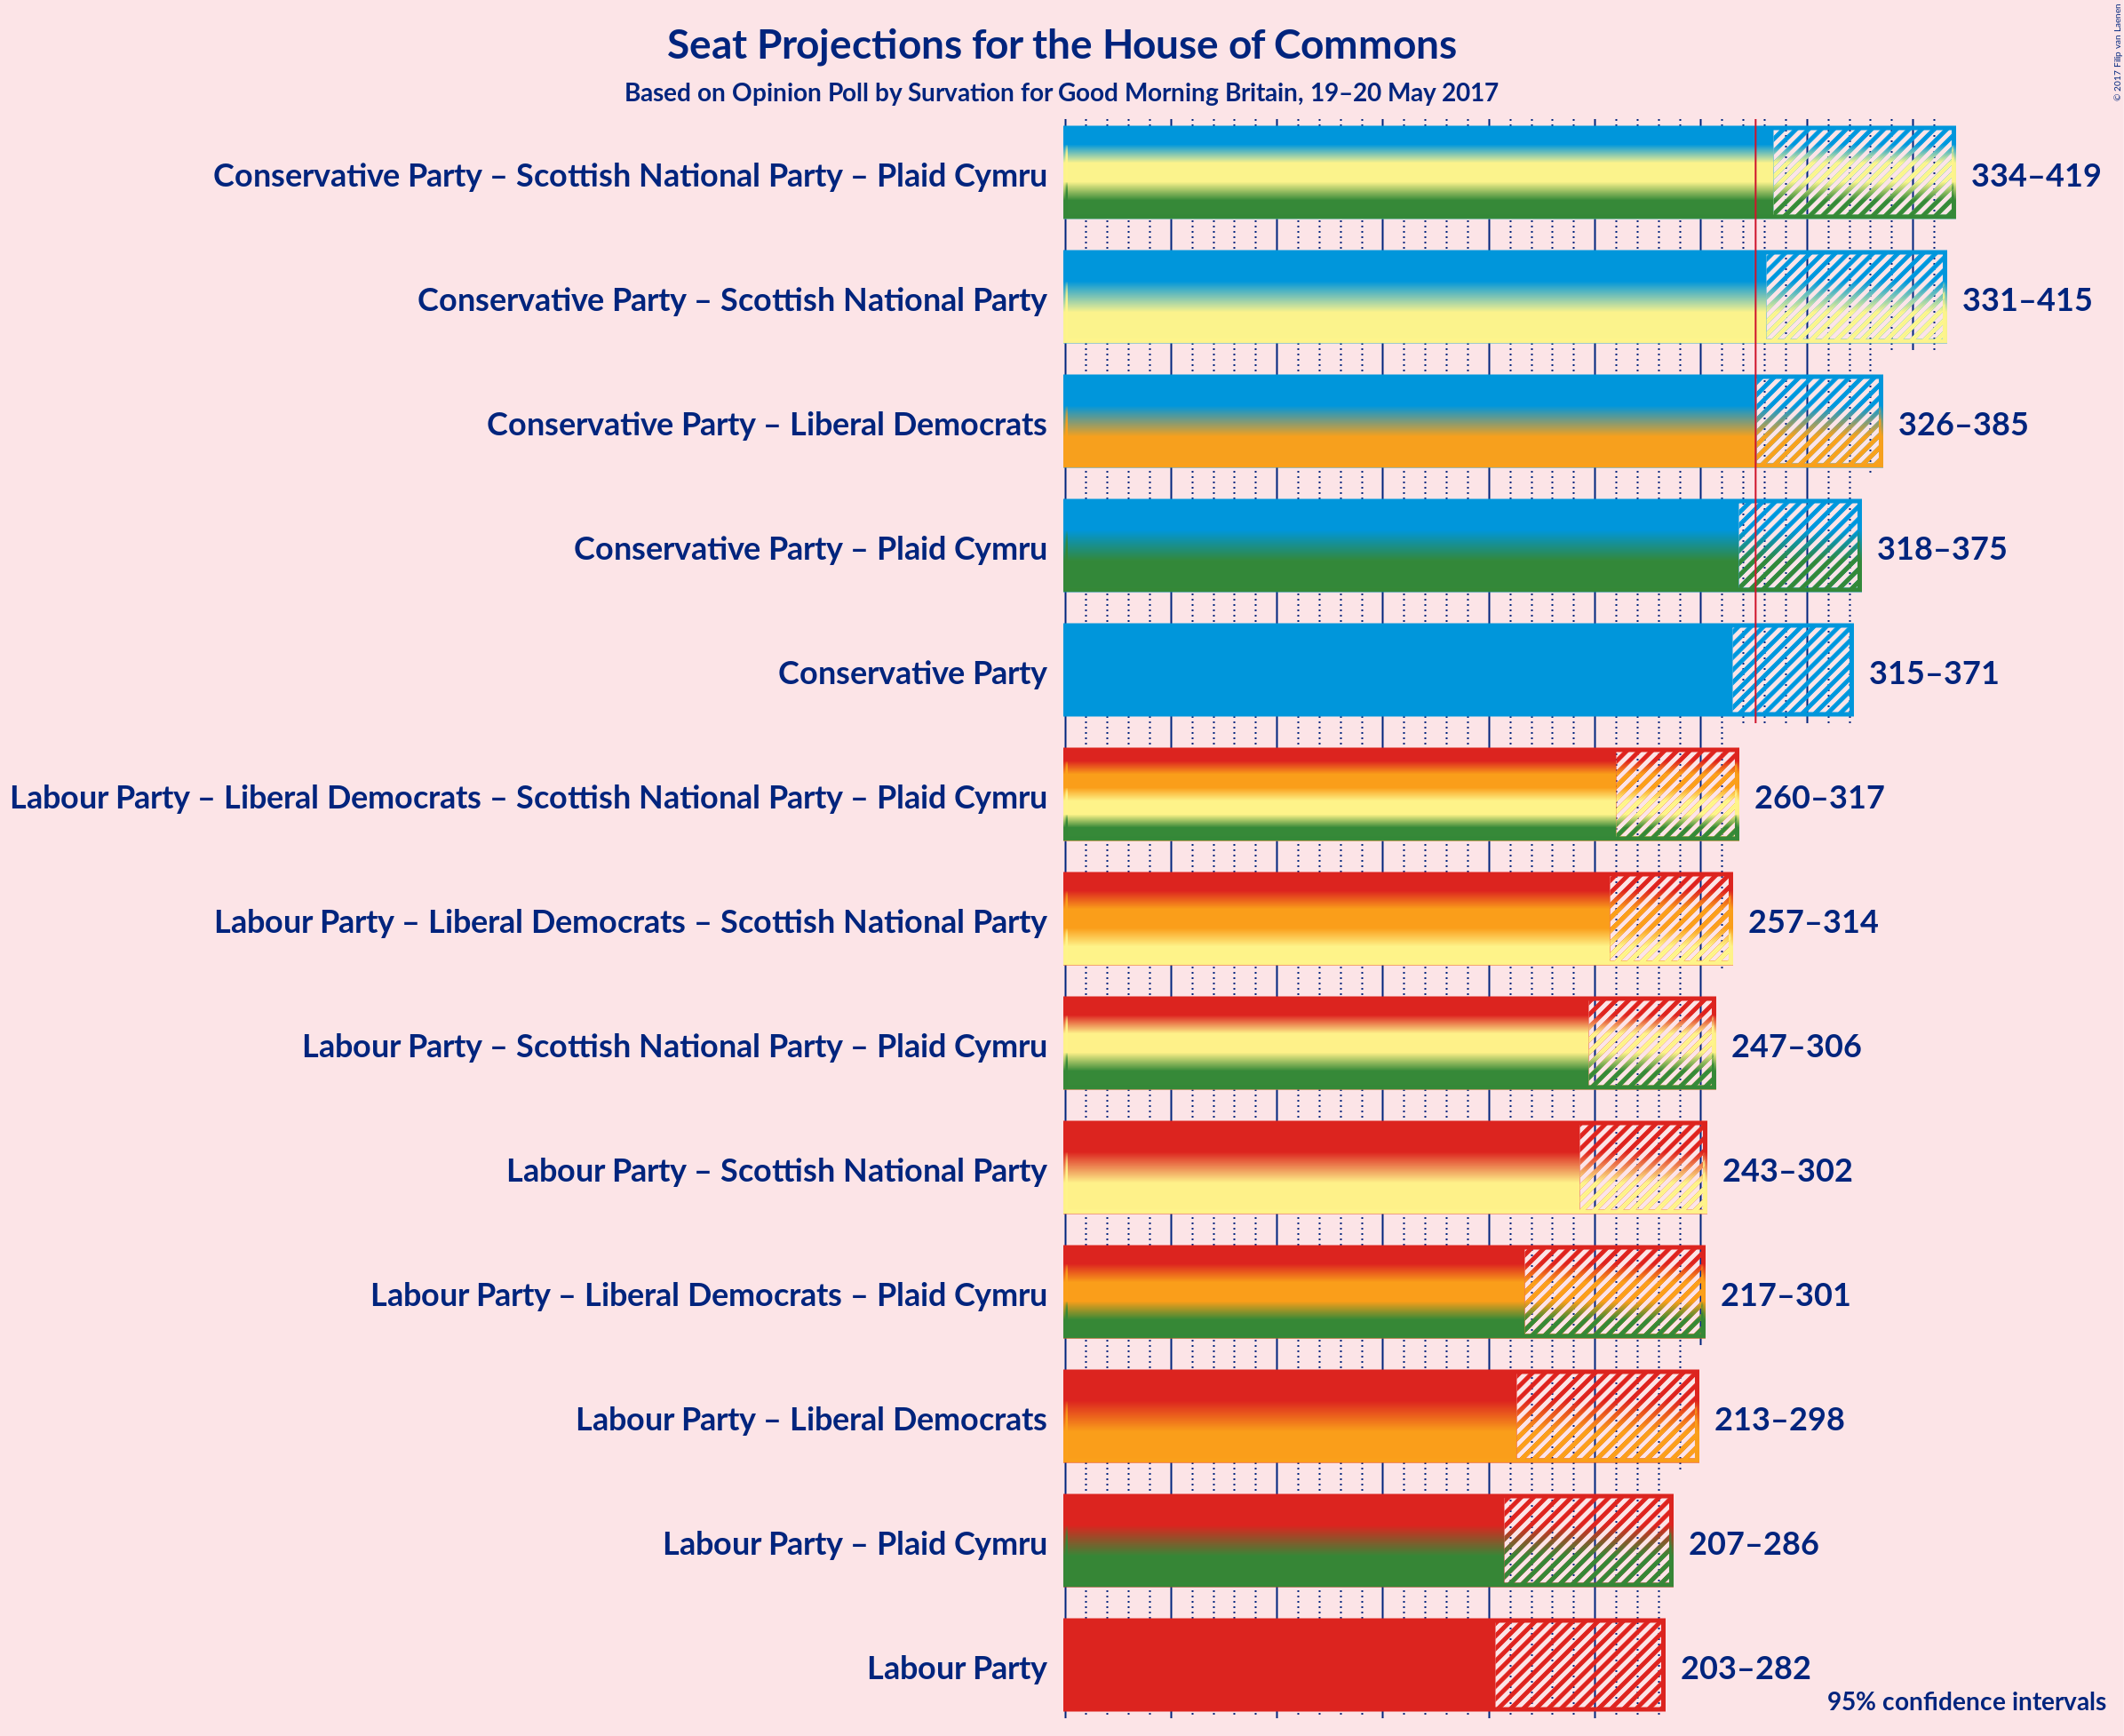 Seat Projections for the House of Commons
Based on Opinion Poll by Survation for Good Morning Britain, 19–20 May 2017
© 2017 Filip van Laenen
Conservative Party – Scottish National Party – Plaid Cymru 334–419
Conservative Party – Scottish National Party 331–415
Conservative Party – Liberal Democrats 326–385
Conservative Party – Plaid Cymru 318–375
Conservative Party 315–371
Labour Party – Liberal Democrats – Scottish National Party – Plaid Cymru 260–317
Labour Party – Liberal Democrats – Scottish National Party 257–314
Labour Party – Scottish National Party – Plaid Cymru 247–306
Labour Party – Scottish National Party 243–302
Labour Party – Liberal Democrats – Plaid Cymru 217–301
Labour Party – Liberal Democrats 213–298
Labour Party – Plaid Cymru 207–286
Labour Party 203–282
95% confidence intervals